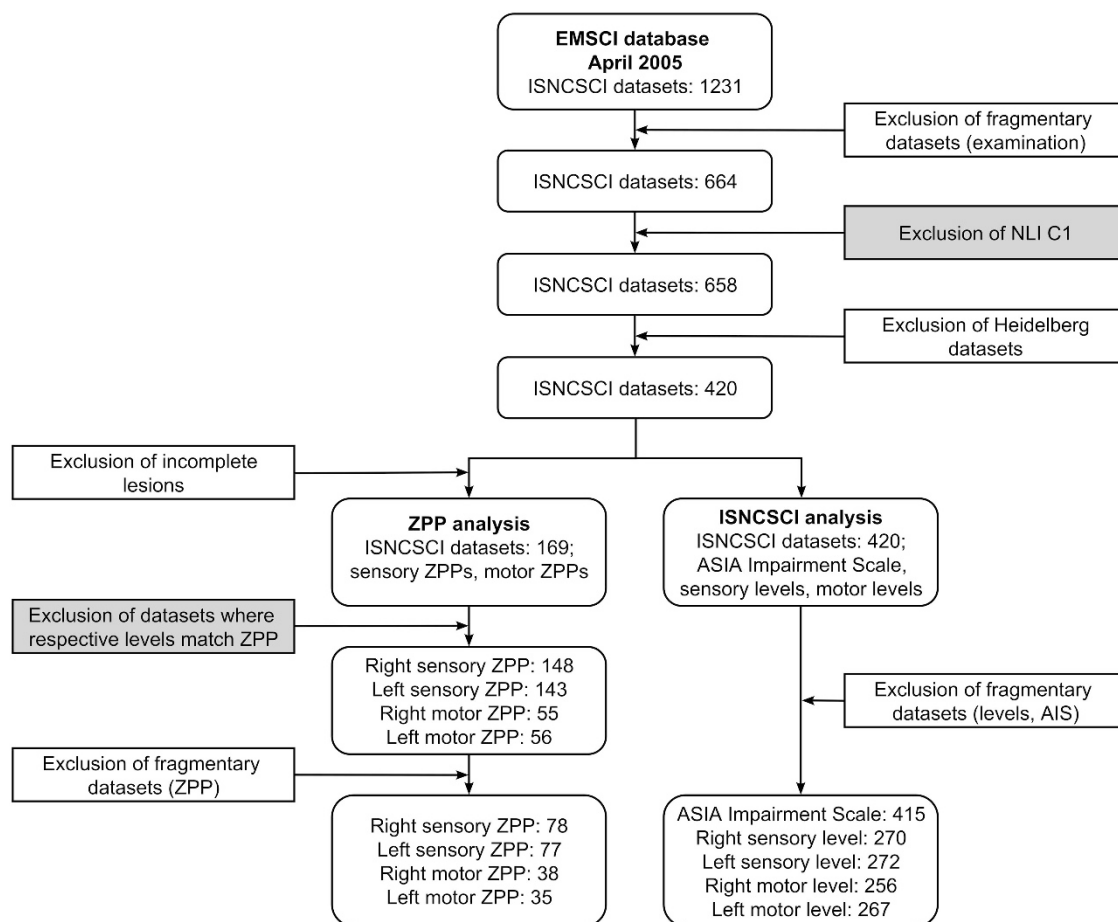 EMSCI database
April 2005
ISNCSCI datasets: 1231
Exclusion of fragmentary
datasets (examination)
ISNCSCI datasets: 664
Exclusion of NLI C1
ISNCSCI datasets: 658
Exclusion of Heidelberg
datasets
ISNCSCI datasets: 420
Exclusion of incomplete
lesions
ZPP analysis
ISNCSCI datasets: 169;
sensory ZPPs, motor ZPPs
ISNCSCI analysis
ISNCSCI datasets: 420;
ASIA Impairment Scale,
sensory levels, motor levels
Exclusion of datasets where
respective levels match ZPP
Right sensory ZPP: 148
Left sensory ZPP: 143
Right motor ZPP: 55
Left motor ZPP: 56
Exclusion of fragmentary
datasets (levels, AIS)
Exclusion of fragmentary
datasets (ZPP)
Right sensory ZPP: 78
Left sensory ZPP: 77
Right motor ZPP: 38
Left motor ZPP: 35
ASIA Impairment Scale: 415
Right sensory level: 270
Left sensory level: 272
Right motor level: 256
Left motor level: 267